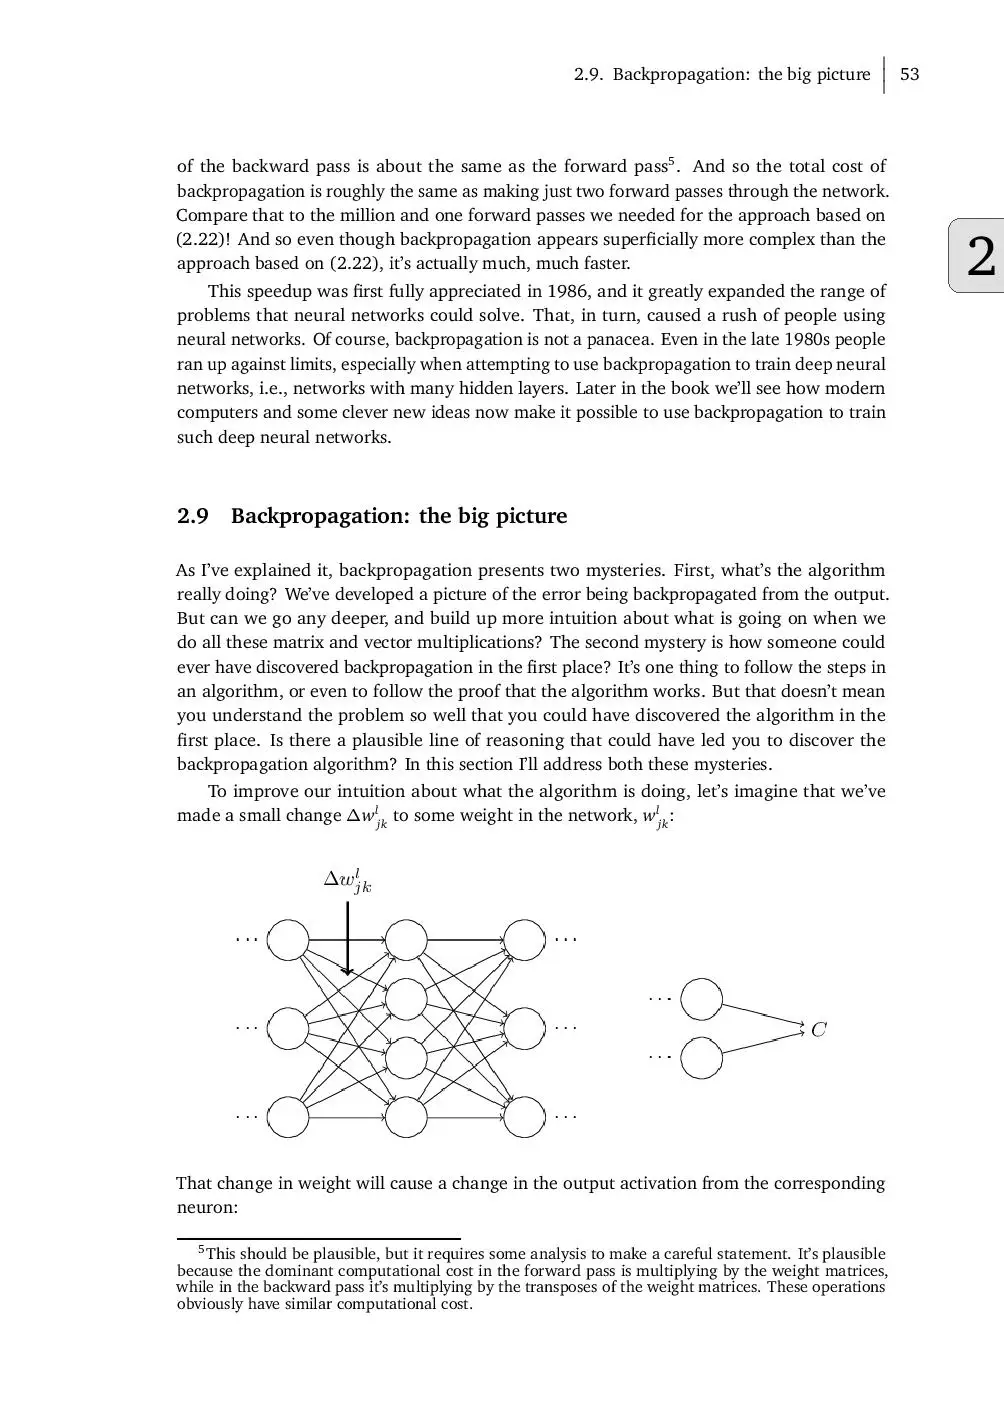 2.9. Backpropagation: the big picture 53
of the backward pass is about the same as the forward pass⁵. And so the total cost of
backpropagation is roughly the same as making just two forward passes through the network.
Compare that to the million and one forward passes we needed for the approach based on
(2.22)! And so even though backpropagation appears superficially more complex than the
approach based on (2.22), it’s actually much, much faster.
This speedup was first fully appreciated in 1986, and it greatly expanded the range of
problems that neural networks could solve. That, in turn, caused a rush of people using
neural networks. Of course, backpropagation is not a panacea. Even in the late 1980s people
ran up against limits, especially when attempting to use backpropagation to train deep neural
networks, i.e., networks with many hidden layers. Later in the book we’ll see how modern
computers and some clever new ideas now make it possible to use backpropagation to train
such deep neural networks.
2
2.9 Backpropagation: the big picture
As I’ve explained it, backpropagation presents two mysteries. First, what’s the algorithm
really doing? We’ve developed a picture of the error being backpropagated from the output.
But can we go any deeper, and build up more intuition about what is going on when we
do all these matrix and vector multiplications? The second mystery is how someone could
ever have discovered backpropagation in the first place? It’s one thing to follow the steps in
an algorithm, or even to follow the proof that the algorithm works. But that doesn’t mean
you understand the problem so well that you could have discovered the algorithm in the
first place. Is there a plausible line of reasoning that could have led you to discover the
backpropagation algorithm? In this section I’ll address both these mysteries.
To improve our intuition about what the algorithm is doing, let’s imagine that we’ve
made a small change Δw^l_{jk} to some weight in the network, w^l_{jk}:
Δw^l_{jk}
··· ···
···
··· ··· C
···
··· ···
That change in weight will cause a change in the output activation from the corresponding
neuron:
⁵This should be plausible, but it requires some analysis to make a careful statement. It’s plausible
because the dominant computational cost in the forward pass is multiplying by the weight matrices,
while in the backward pass it’s multiplying by the transposes of the weight matrices. These operations
obviously have similar computational cost.